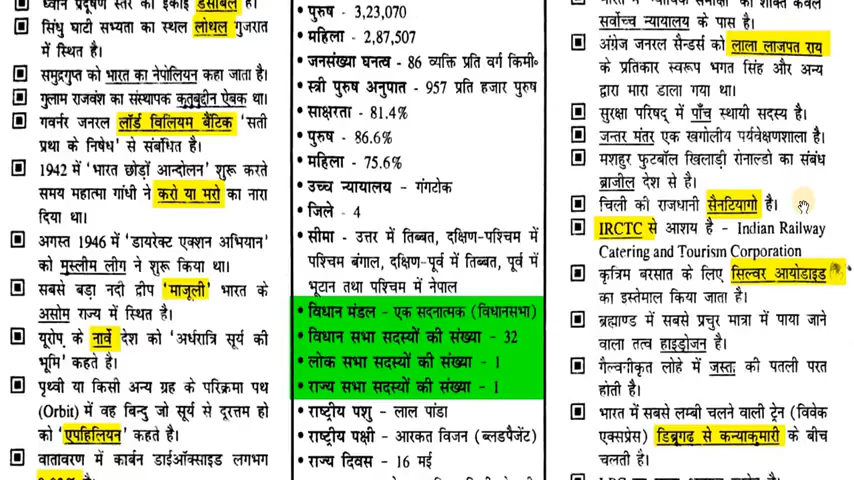 ध्वनि प्रदूषण स्तर की इकाई डेसीबल है।
सिंधु घाटी सभ्यता का स्थल लोथल गुजरात
में स्थित है।
समुद्रगुप्त को भारत का नेपोलियन कहा जाता है।
गुलाम राजवंश का संस्थापक कुतुबुद्दीन ऐबक था।
गवर्नर जनरल लॉर्ड विलियम बैंटिक 'सती
प्रथा के निषेध' से संबंधित है।
1942 में 'भारत छोड़ों आन्दोलन' शुरू करते
समय महात्मा गांधी ने करो या मरो का नारा
दिया था।
अगस्त 1946 में 'डायरेक्ट एक्शन अभियान'
को मुस्लीम लीग ने शुरू किया था।
सबसे बड़ा नदी द्वीप 'माजूली' भारत के
असोम राज्य में स्थित है।
यूरोप के नार्वे देश को 'अर्धरात्रि सूर्य की
भूमि' कहते है।
पृथ्वी या किसी अन्य ग्रह के परिक्रमा पथ
(Orbit) में वह बिन्दु जो सूर्य से दूरतम हो
को 'एपहिलियन' कहते है।
वातावरण में कार्बन डाईऑक्साइड लगभग
• पुरुष - 3,23,070
• महिला - 2,87,507
• जनसंख्या घनत्व - 86 व्यक्ति प्रति वर्ग किमी॰
• स्त्री पुरुष अनुपात - 957 प्रति हजार पुरुष
• साक्षरता - 81.4%
• पुरुष - 86.6%
• महिला - 75.6%
• उच्च न्यायालय - गंगटोक
• जिले - 4
• सीमा - उत्तर में तिब्बत, दक्षिण-पश्चिम में
पश्चिम बंगाल, दक्षिण-पूर्व में तिब्बत, पूर्व में
भूटान तथा पश्चिम में नेपाल
• विधान मंडल - एक सदनात्मक (विधानसभा)
• विधान सभा सदस्यों की संख्या - 32
• लोक सभा सदस्यों की संख्या - 1
• राज्य सभा सदस्यों की संख्या - 1
• राष्ट्रीय पशु - लाल पांडा
• राष्ट्रीय पक्षी - आरकत विजन (ब्लडपैजेंट)
• राज्य दिवस - 16 मई
सर्वोच्च न्यायालय के पास है।
अंग्रेज जनरल सैन्डर्स को लाला लाजपत राय
के प्रतिकार स्वरूप भगत सिंह और अन्य
द्वारा मारा डाला गया था।
सुरक्षा परिषद् में पाँच स्थायी सदस्य है।
जन्तर मंतर एक खगोलीय पर्यवेक्षणशाला है।
मशहुर फुटबॉल खिलाड़ी रोनाल्डो का संबंध
ब्राजील देश से है।
चिली की राजधानी सैनटियागो है।
IRCTC से आशय है - Indian Railway
Catering and Tourism Corporation
कृत्रिम बरसात के लिए सिल्वर आयोडाइड
का इस्तेमाल किया जाता है।
ब्रह्माण्ड में सबसे प्रचुर मात्रा में पाया जाने
वाला तत्व हाइड्रोजन है।
गैल्वनीकृत लोहे में जस्तः की पतली परत
होती है।
भारत में सबसे लम्बी चलने वाली ट्रेन (विवेक
एक्सप्रेस) डिब्रूगढ से कन्याकुमारी के बीच
चलती है।